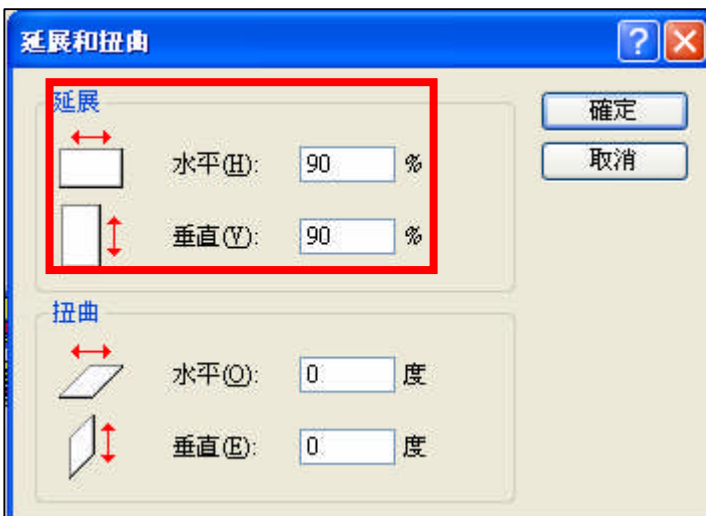 延展和扭曲
延展
水平(H): 90 %
垂直(V): 90 %
扭曲
水平(O): 0 度
垂直(E): 0 度
確定
取消